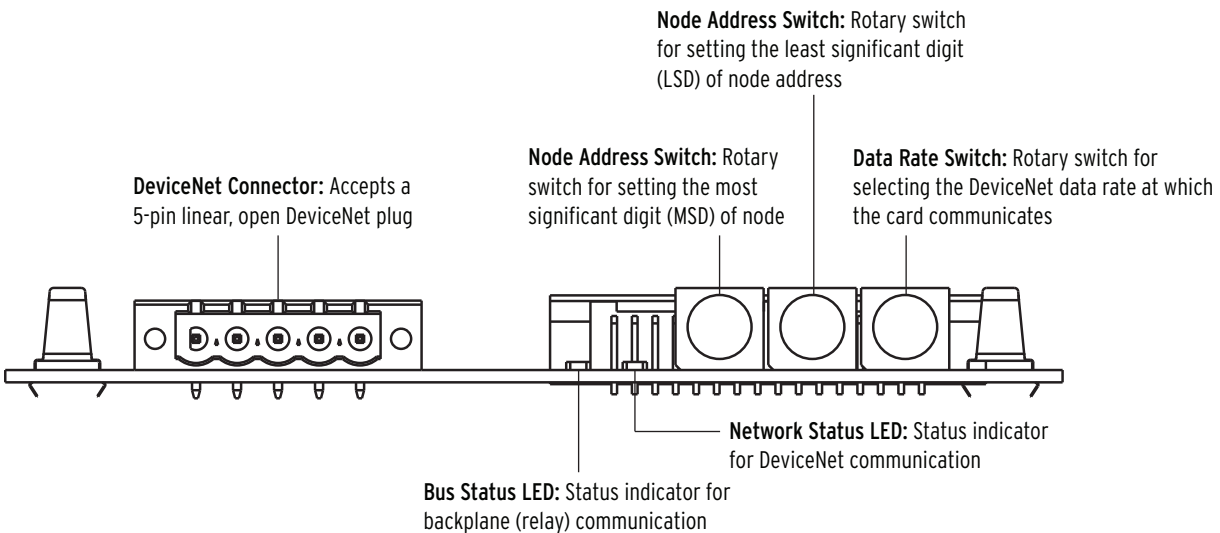 Node Address Switch: Rotary switch
for setting the least significant digit
(LSD) of node address
Node Address Switch: Rotary
switch for setting the most
significant digit (MSD) of node
Data Rate Switch: Rotary switch for
selecting the DeviceNet data rate at which
the card communicates
DeviceNet Connector: Accepts a
5-pin linear, open DeviceNet plug
Network Status LED: Status indicator
for DeviceNet communication
Bus Status LED: Status indicator for
backplane (relay) communication